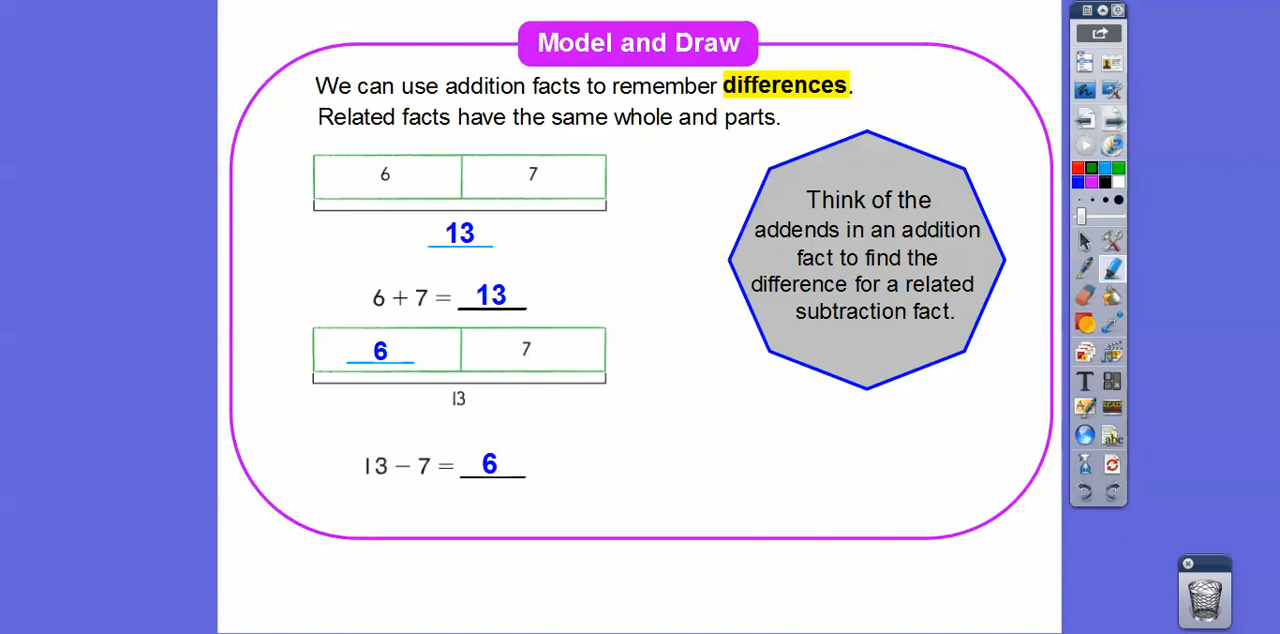 Model and Draw
We can use addition facts to remember differences.
Related facts have the same whole and parts.
6 7
13
6 + 7 = 13
6 7
13
13 − 7 = 6
Think of the
addends in an addition
fact to find the
difference for a related
subtraction fact.
T
abc